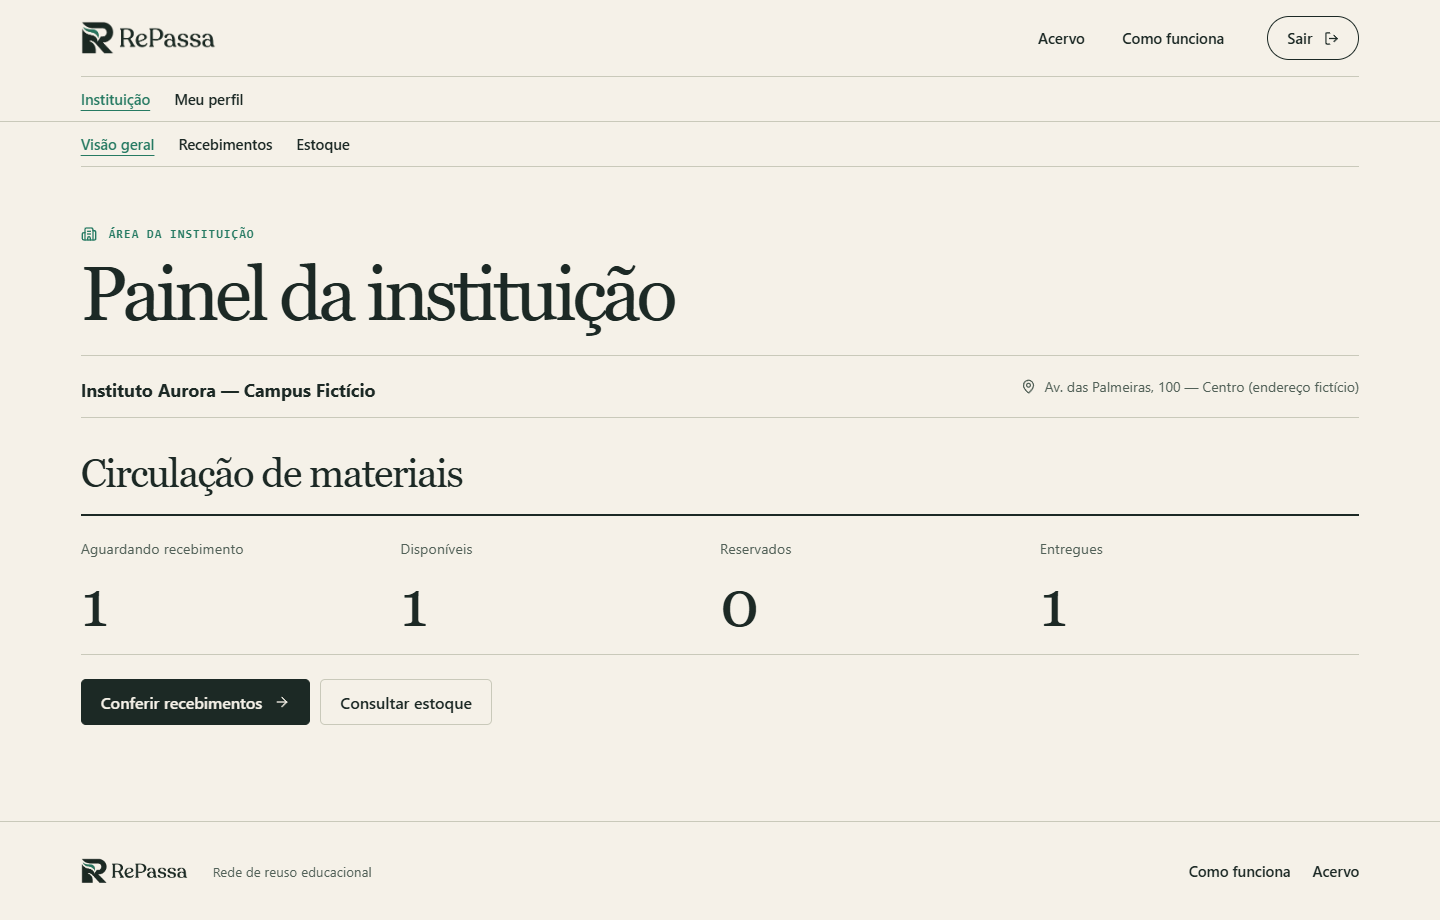 RePassa
Acervo
Como funciona
Sair
Instituição
Meu perfil
Visão geral
Recebimentos
Estoque
ÁREA DA INSTITUIÇÃO
Painel da instituição
Instituto Aurora — Campus Fictício
Av. das Palmeiras, 100 — Centro (endereço fictício)
Circulação de materiais
Aguardando recebimento
Disponíveis
Reservados
Entregues
1
1
0
1
Conferir recebimentos
Consultar estoque
RePassa
Rede de reuso educacional
Como funciona
Acervo